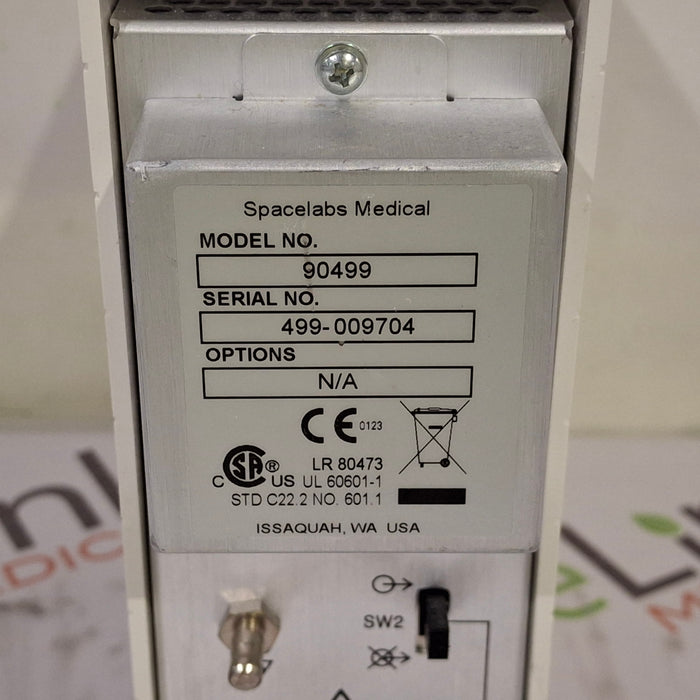 Spacelabs Medical
MODEL NO.
90499
SERIAL NO.
499-009704
OPTIONS
N/A
CE 0123
CSA ® LR 80473
C US UL 60601-1
STD C22.2 NO. 601.1
ISSAQUAH, WA USA
SW2